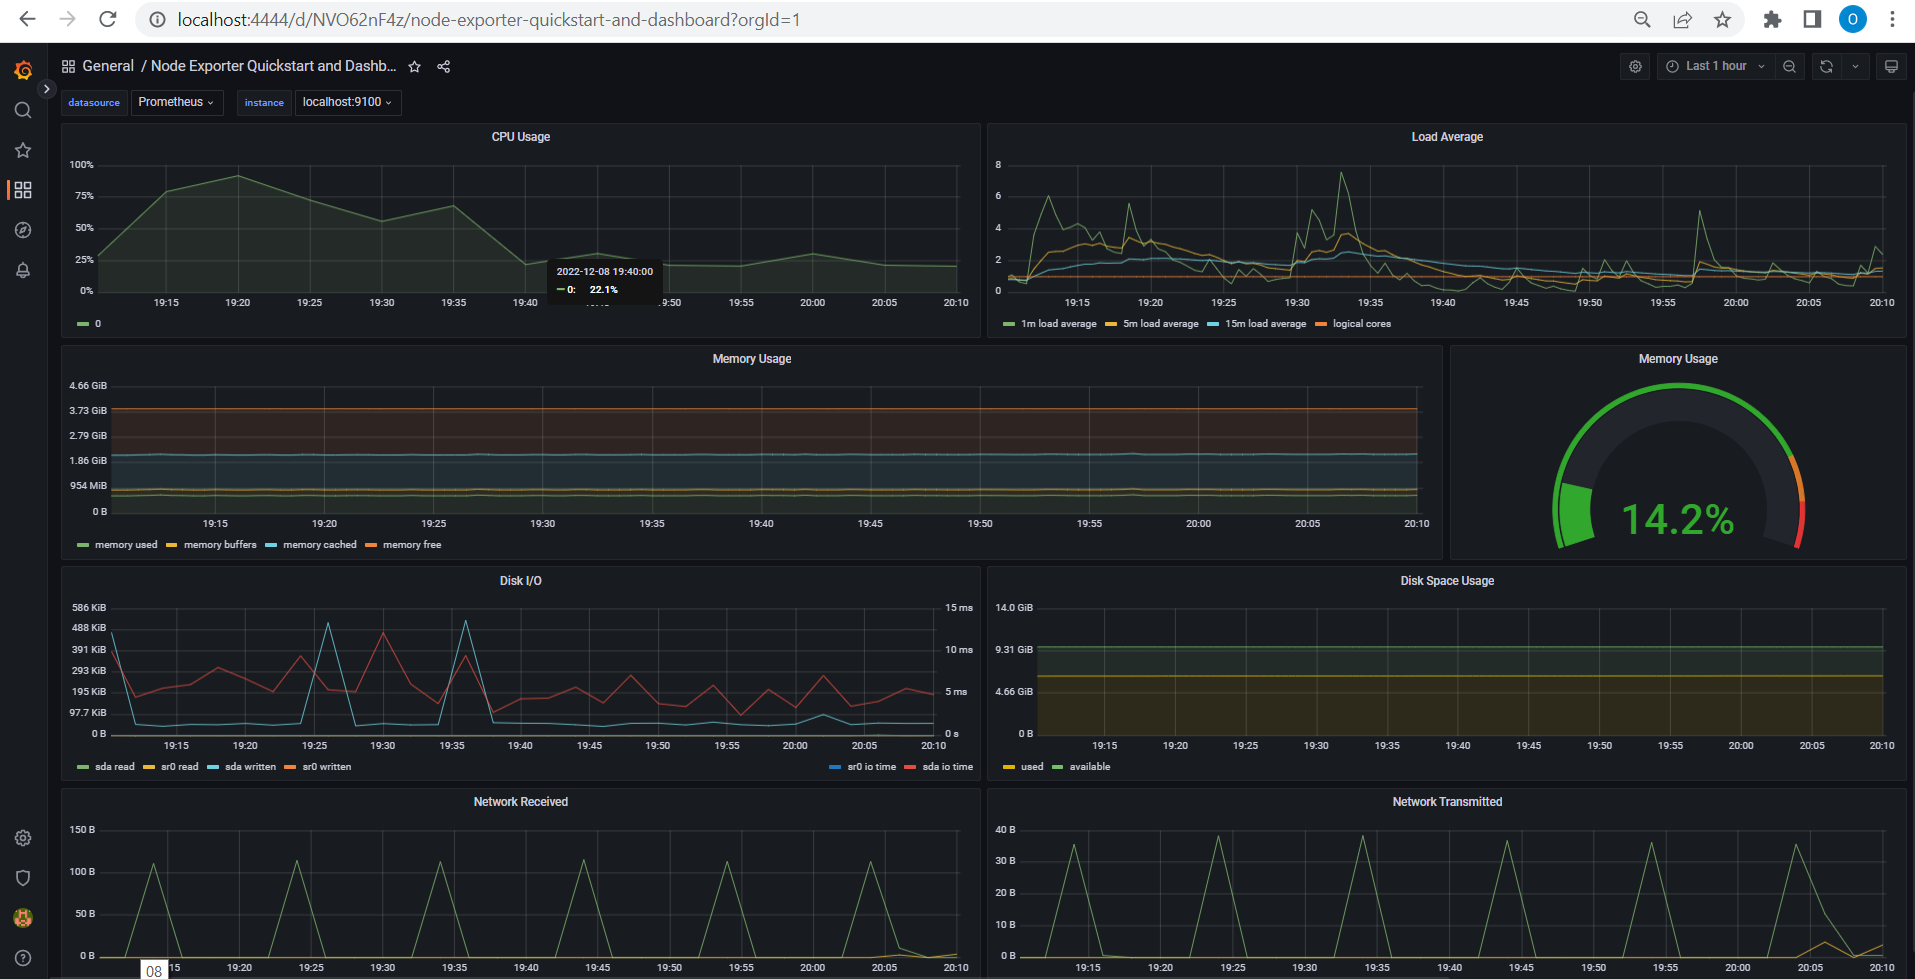 localhost:4444/d/NVO62nF4z/node-exporter-quickstart-and-dashboard?orgId=1
O
General / Node Exporter Quickstart and Dashb...
Last 1 hour
datasource Prometheus instance localhost:9100
CPU Usage
100%
75%
50%
25%
0%
19:15 19:20 19:25 19:30 19:35 19:40 :50 19:55 20:00 20:05 20:10
2022-12-08 19:40:00
0: 22.1%
0
Load Average
8
6
4
2
0
19:15 19:20 19:25 19:30 19:35 19:40 19:45 19:50 19:55 20:00 20:05 20:10
1m load average 5m load average 15m load average logical cores
Memory Usage
4.66 GiB
3.73 GiB
2.79 GiB
1.86 GiB
954 MiB
0 B
19:15 19:20 19:25 19:30 19:35 19:40 19:45 19:50 19:55 20:00 20:05 20:10
memory used memory buffers memory cached memory free
Memory Usage
14.2%
Disk I/O
586 KiB
488 KiB
391 KiB
293 KiB
195 KiB
97.7 KiB
0 B
15 ms
10 ms
5 ms
0 s
19:15 19:20 19:25 19:30 19:35 19:40 19:45 19:50 19:55 20:00 20:05 20:10
sda read sr0 read sda written sr0 written sr0 io time sda io time
Disk Space Usage
14.0 GiB
9.31 GiB
4.66 GiB
0 B
19:15 19:20 19:25 19:30 19:35 19:40 19:45 19:50 19:55 20:00 20:05 20:10
used available
Network Received
150 B
100 B
50 B
0 B
08 15 19:20 19:25 19:30 19:35 19:40 19:45 19:50 19:55 20:00 20:05 20:10
Network Transmitted
40 B
30 B
20 B
10 B
0 B
19:15 19:20 19:25 19:30 19:35 19:40 19:45 19:50 19:55 20:00 20:05 20:10